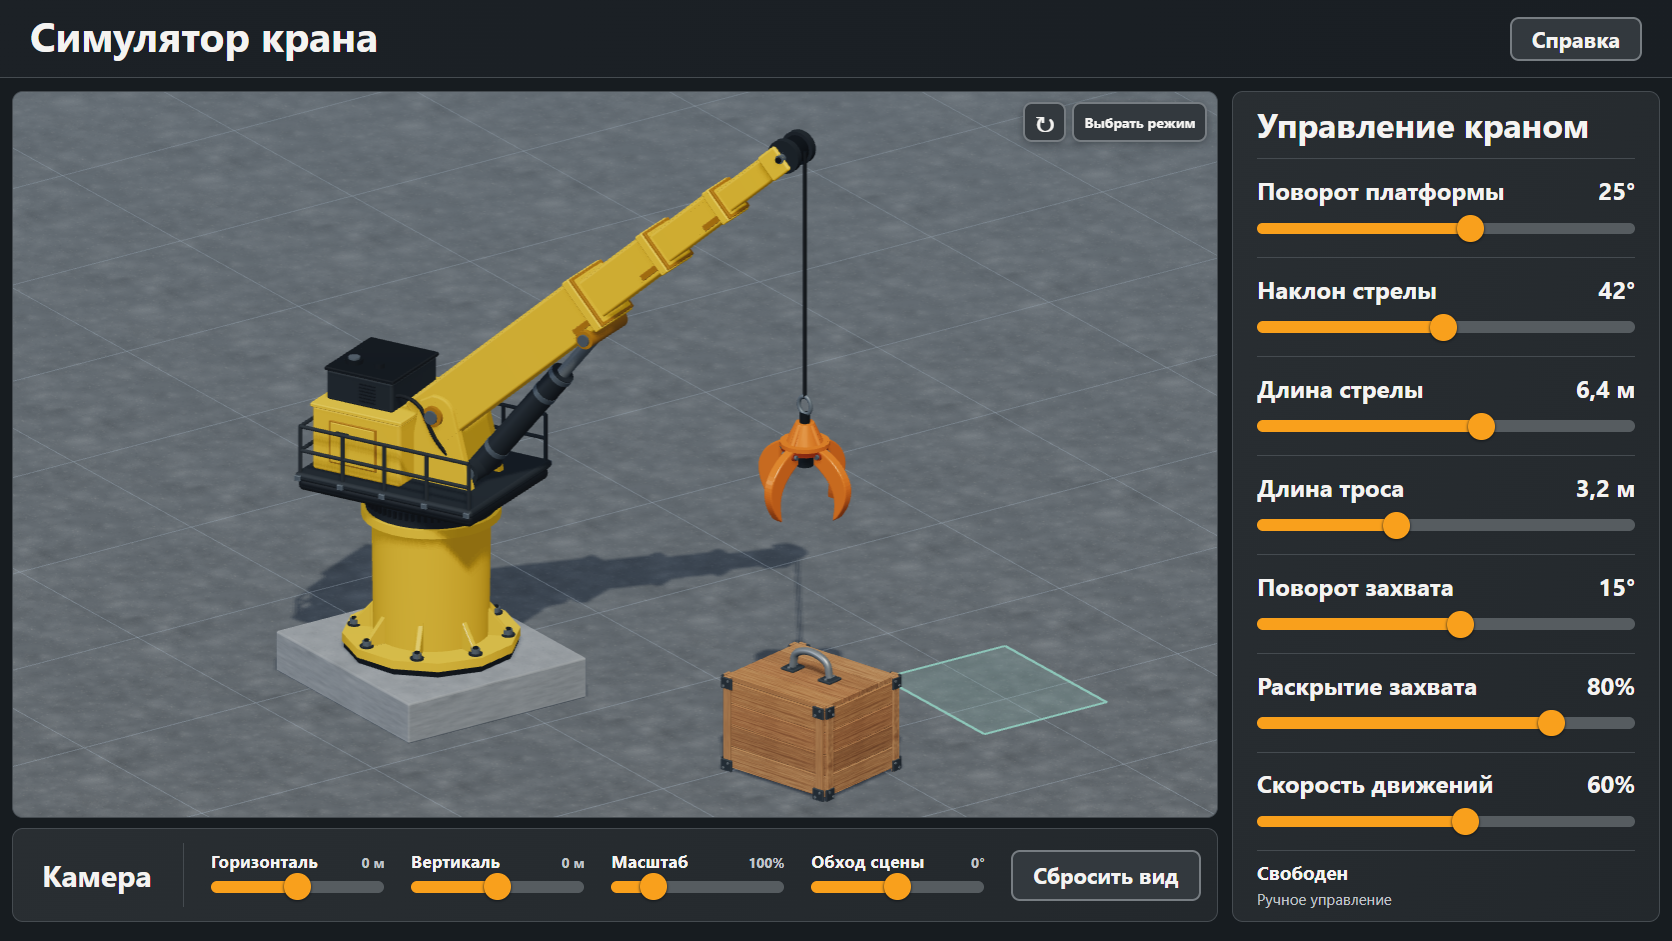 Симулятор крана
Справка
↻
Выбрать режим
Управление краном
Поворот платформы 25°
Наклон стрелы 42°
Длина стрелы 6,4 м
Длина троса 3,2 м
Поворот захвата 15°
Раскрытие захвата 80%
Скорость движений 60%
Свободен
Ручное управление
Камера
Горизонталь 0 м
Вертикаль 0 м
Масштаб 100%
Обход сцены 0°
Сбросить вид